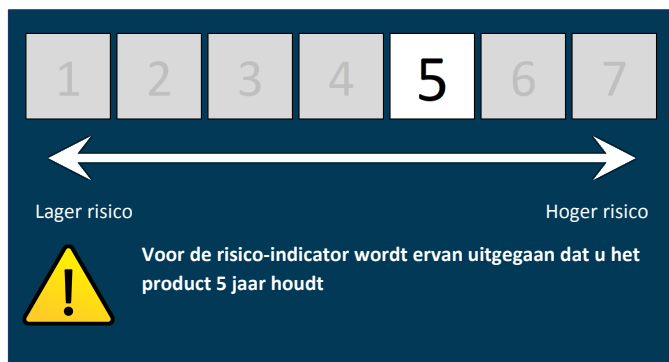 1 2 3 4 5 6 7
Lager risico Hoger risico
Voor de risico-indicator wordt ervan uitgegaan dat u het
product 5 jaar houdt